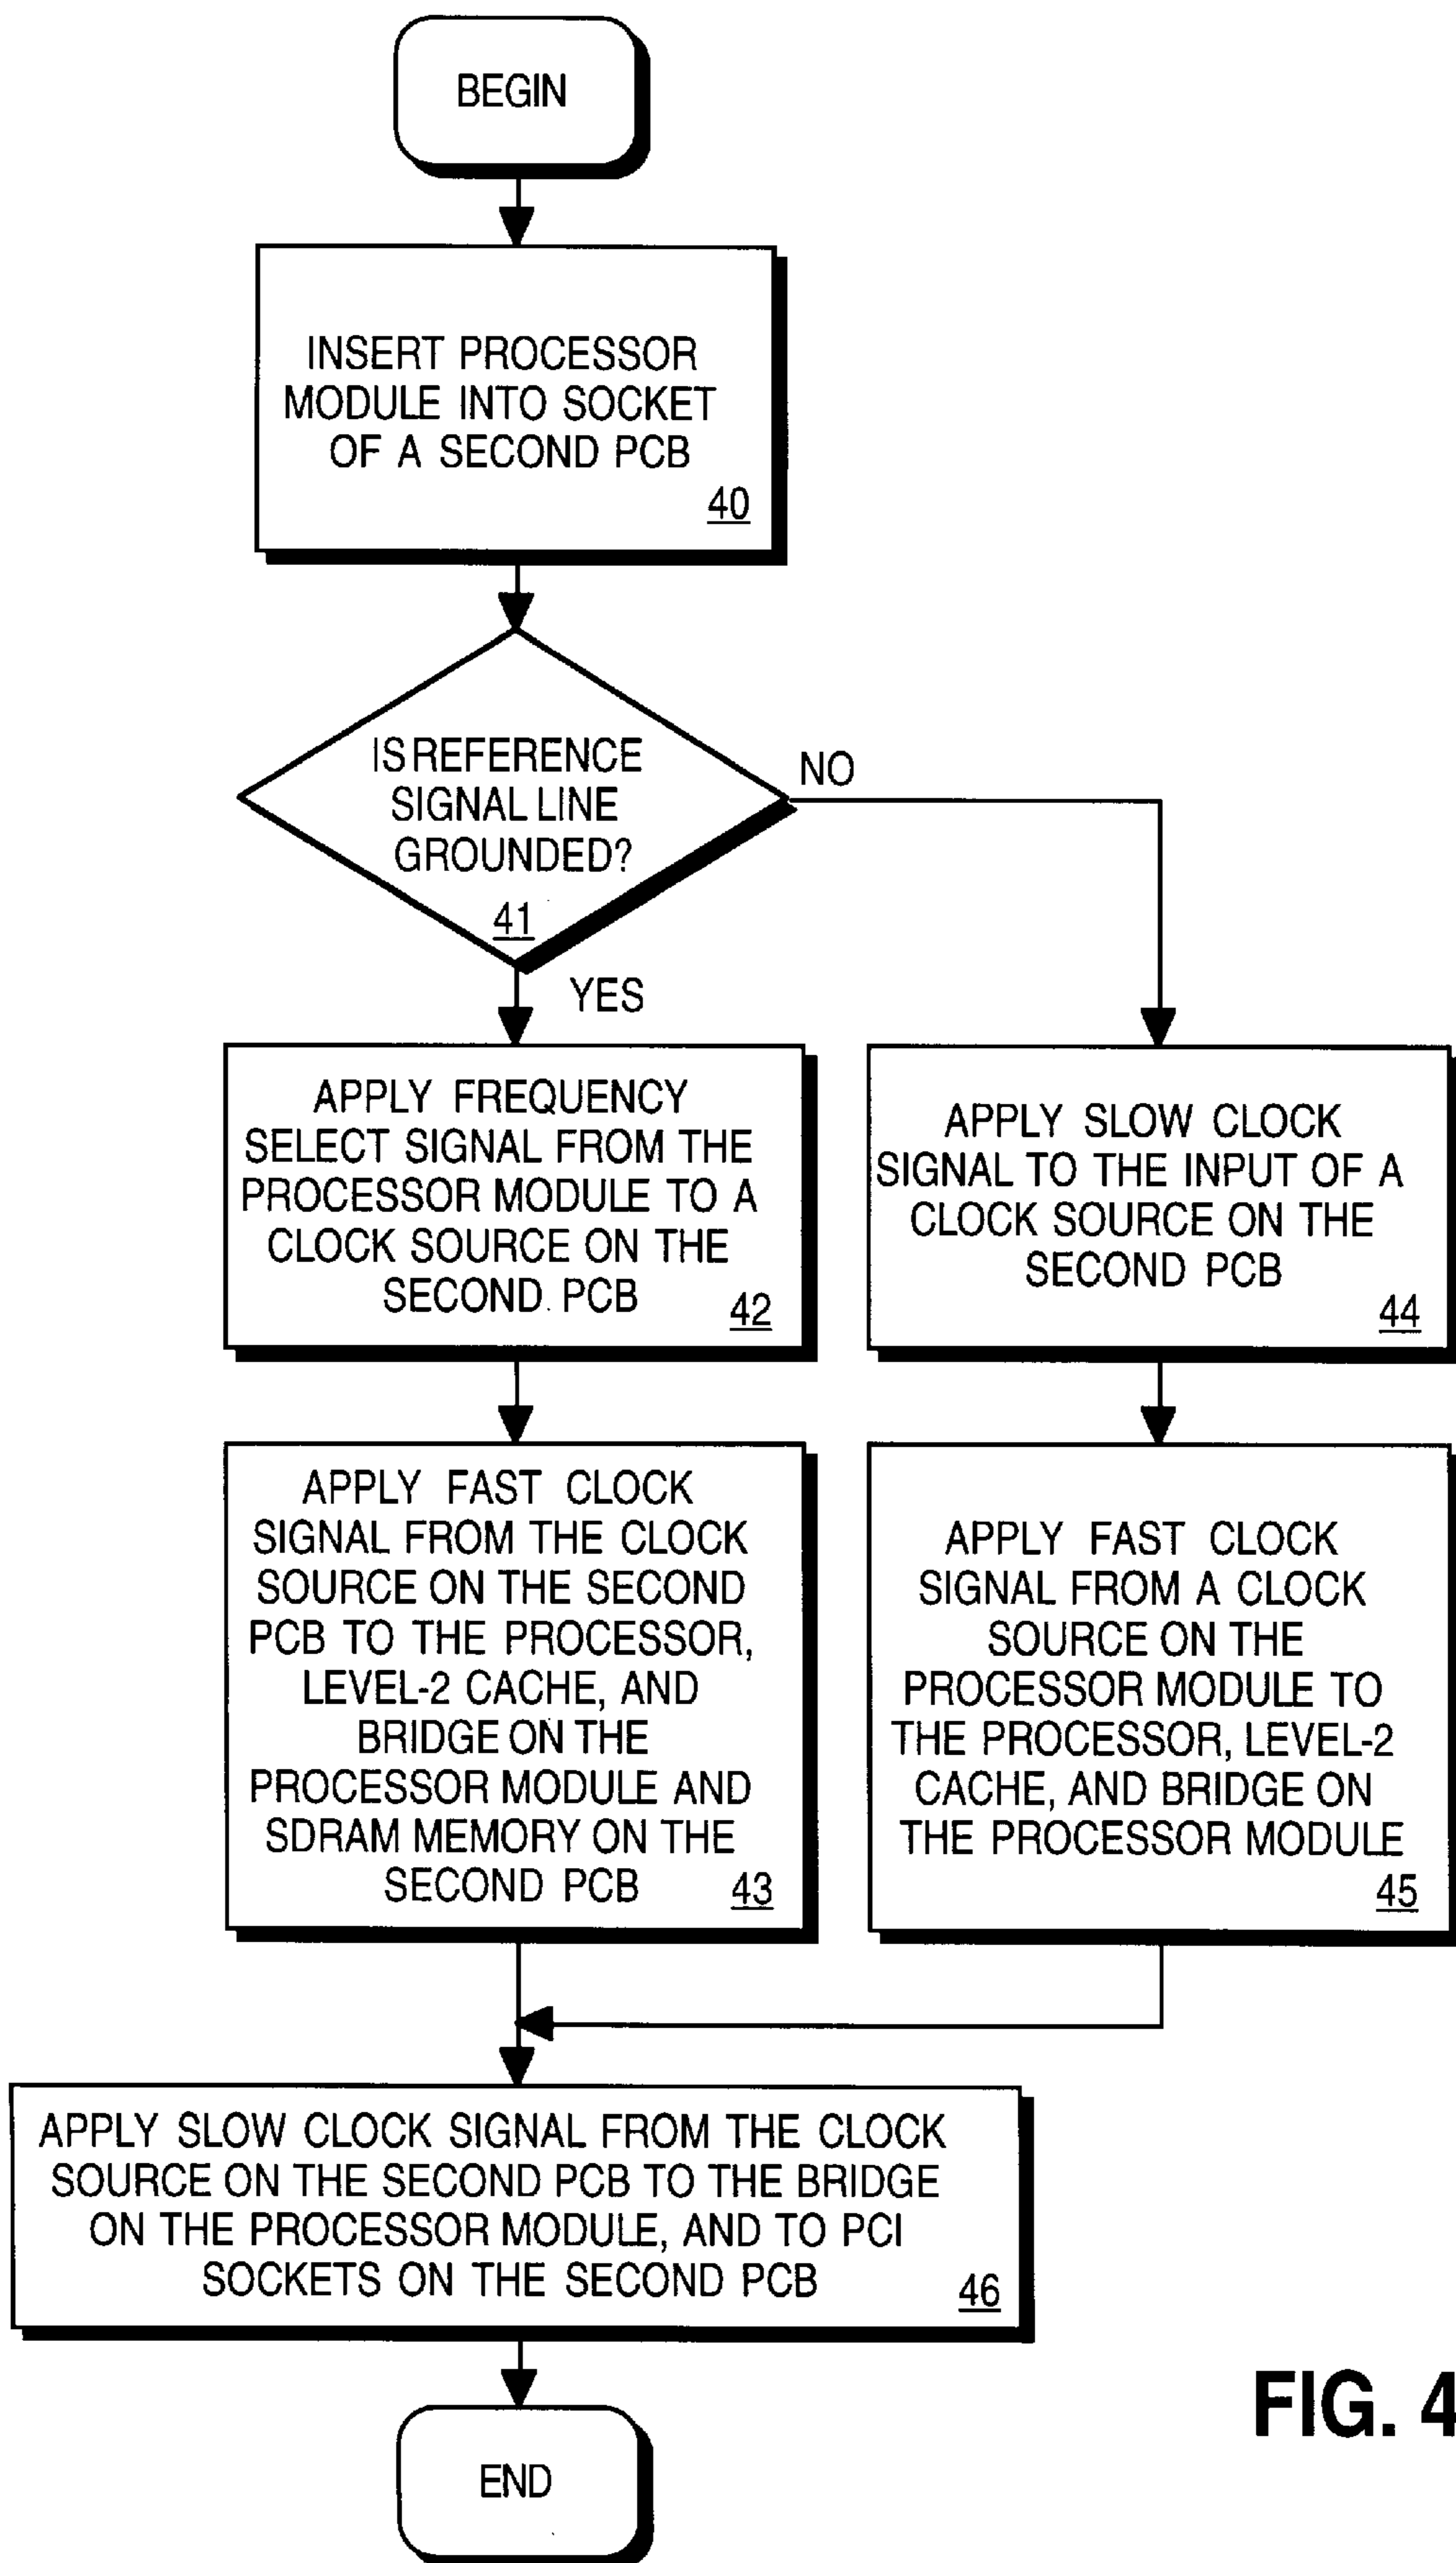 BEGIN
INSERT PROCESSOR
MODULE INTO SOCKET
OF A SECOND PCB
40
IS REFERENCE
SIGNAL LINE
GROUNDED?
41
NO
YES
APPLY FREQUENCY
SELECT SIGNAL FROM THE
PROCESSOR MODULE TO A
CLOCK SOURCE ON THE
SECOND PCB
42
APPLY SLOW CLOCK
SIGNAL TO THE INPUT OF A
CLOCK SOURCE ON THE
SECOND PCB
44
APPLY FAST CLOCK
SIGNAL FROM THE CLOCK
SOURCE ON THE SECOND
PCB TO THE PROCESSOR,
LEVEL-2 CACHE, AND
BRIDGE ON THE
PROCESSOR MODULE AND
SDRAM MEMORY ON THE
SECOND PCB
43
APPLY FAST CLOCK
SIGNAL FROM A CLOCK
SOURCE ON THE
PROCESSOR MODULE TO
THE PROCESSOR, LEVEL-2
CACHE, AND BRIDGE ON
THE PROCESSOR MODULE
45
APPLY SLOW CLOCK SIGNAL FROM THE CLOCK
SOURCE ON THE SECOND PCB TO THE BRIDGE
ON THE PROCESSOR MODULE, AND TO PCI
SOCKETS ON THE SECOND PCB
46
END
FIG. 4